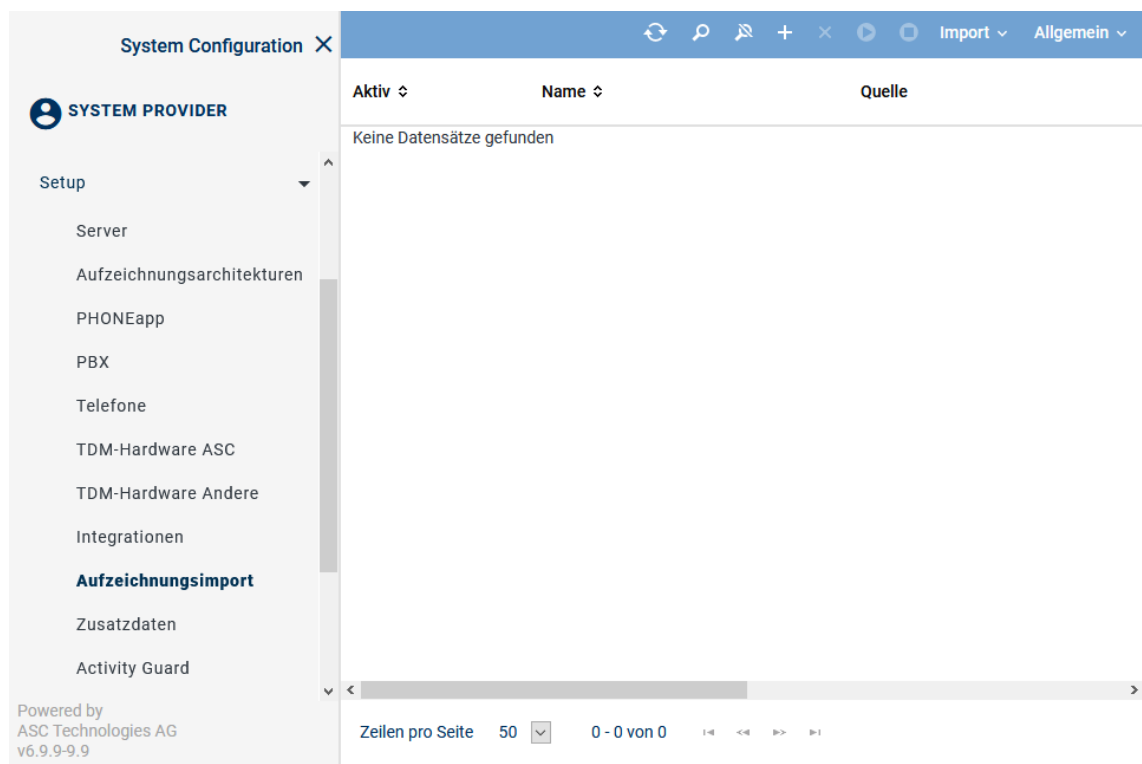 System Configuration
SYSTEM PROVIDER
Setup
Server
Aufzeichnungsarchitekturen
PHONEapp
PBX
Telefone
TDM-Hardware ASC
TDM-Hardware Andere
Integrationen
Aufzeichnungsimport
Zusatzdaten
Activity Guard
Powered by
ASC Technologies AG
v6.9.9-9.9
Import Allgemein
Aktiv Name Quelle
Keine Datensätze gefunden
Zeilen pro Seite 50 0 - 0 von 0